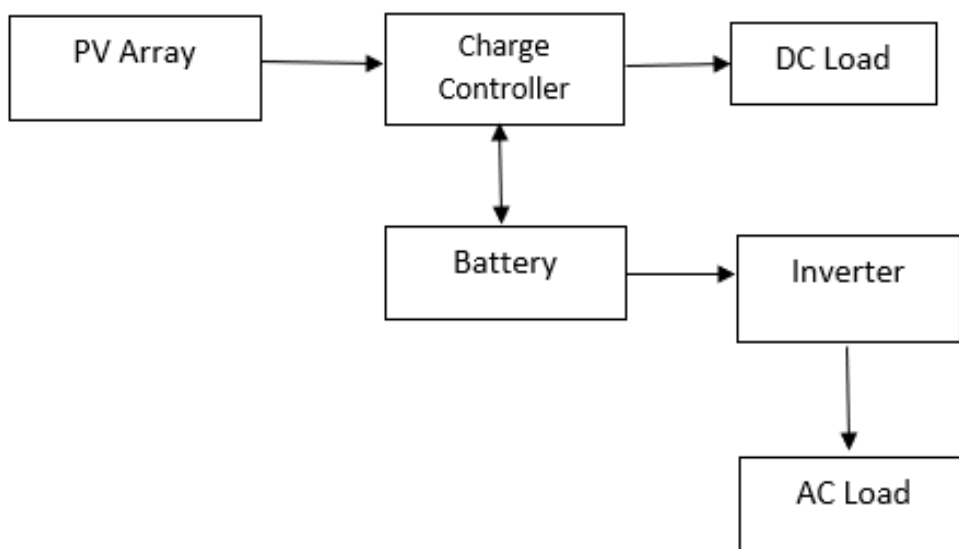 PV Array
Charge
Controller
DC Load
Battery
Inverter
AC Load